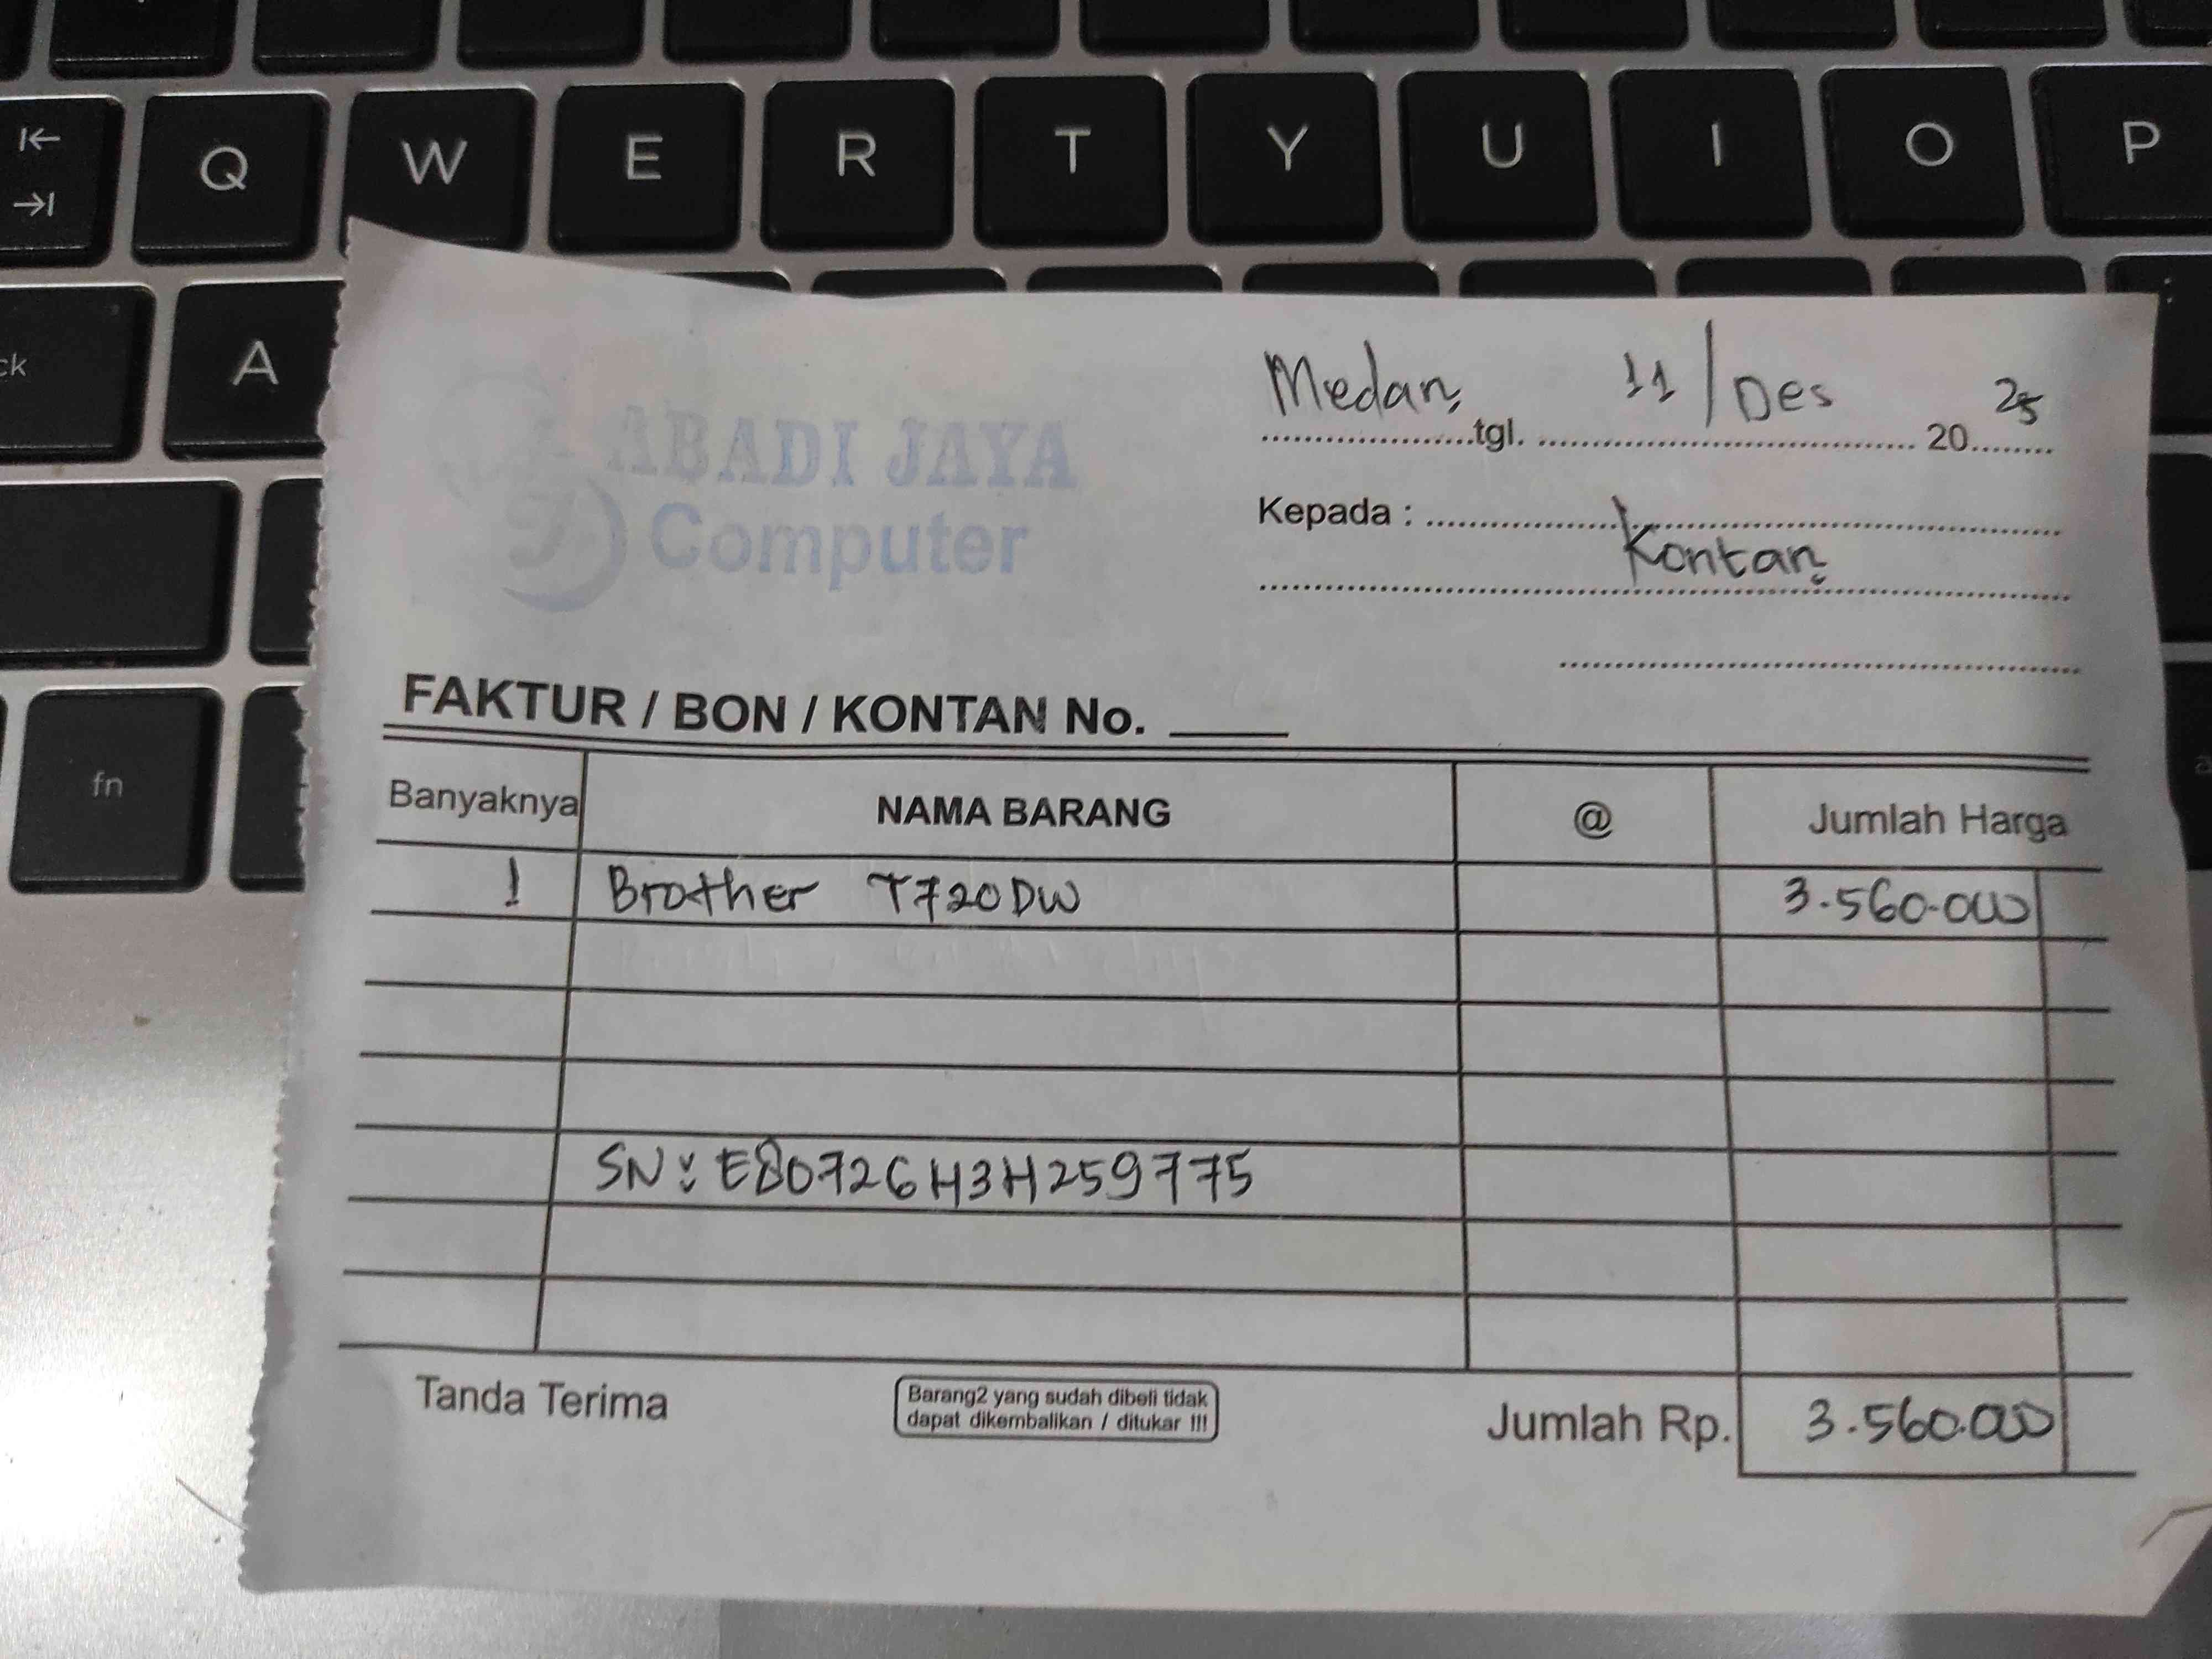 Q W E R T Y U I O P
A
ck
fn
ABADI JAYA
Computer
Medan, tgl. 11/Des 2025
Kepada : Kontan
FAKTUR / BON / KONTAN No.
Banyaknya NAMA BARANG @ Jumlah Harga
1 Brother T720DW 3.560.000
SN: E80726H3H259775
Tanda Terima
Barang2 yang sudah dibeli tidak
dapat dikembalikan / ditukar !!!
Jumlah Rp. 3.560.000